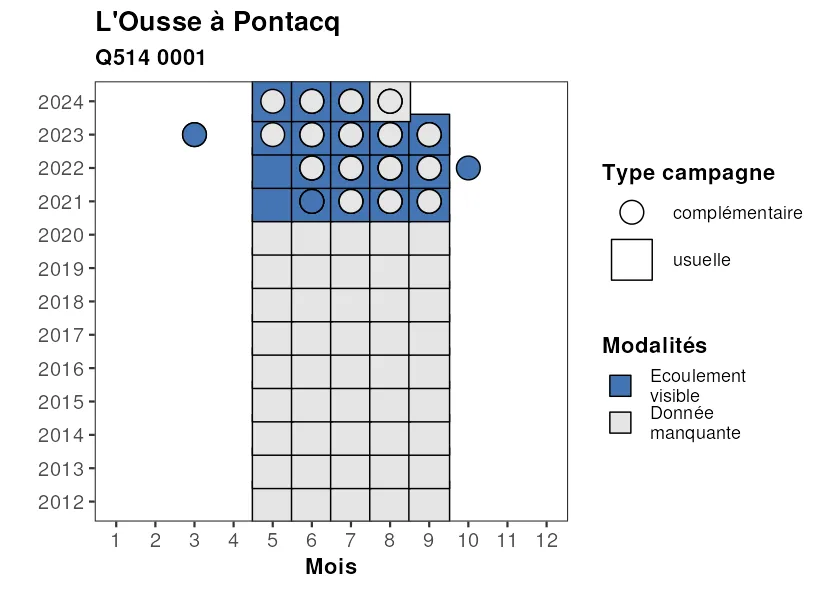 L'Ousse à Pontacq
Q514 0001
2024
2023
2022
2021
2020
2019
2018
2017
2016
2015
2014
2013
2012
1 2 3 4 5 6 7 8 9 10 11 12
Mois
Type campagne
complémentaire
usuelle
Modalités
Ecoulement
visible
Donnée
manquante